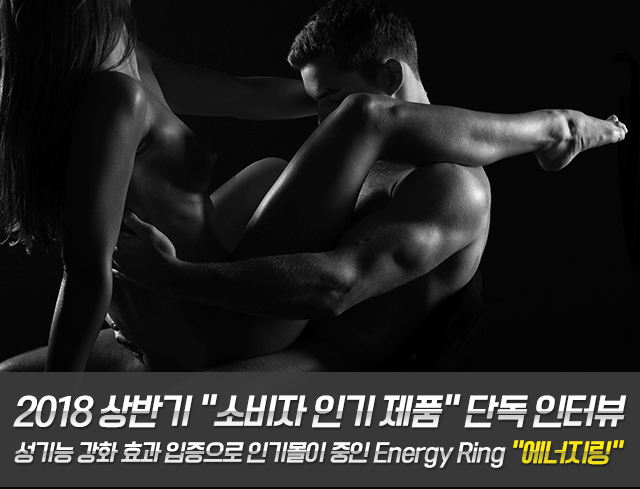 2018 상반기 "소비자 인기 제품" 단독 인터뷰
성기능 강화 효과 입증으로 인기몰이 중인 Energy Ring "에너지링"